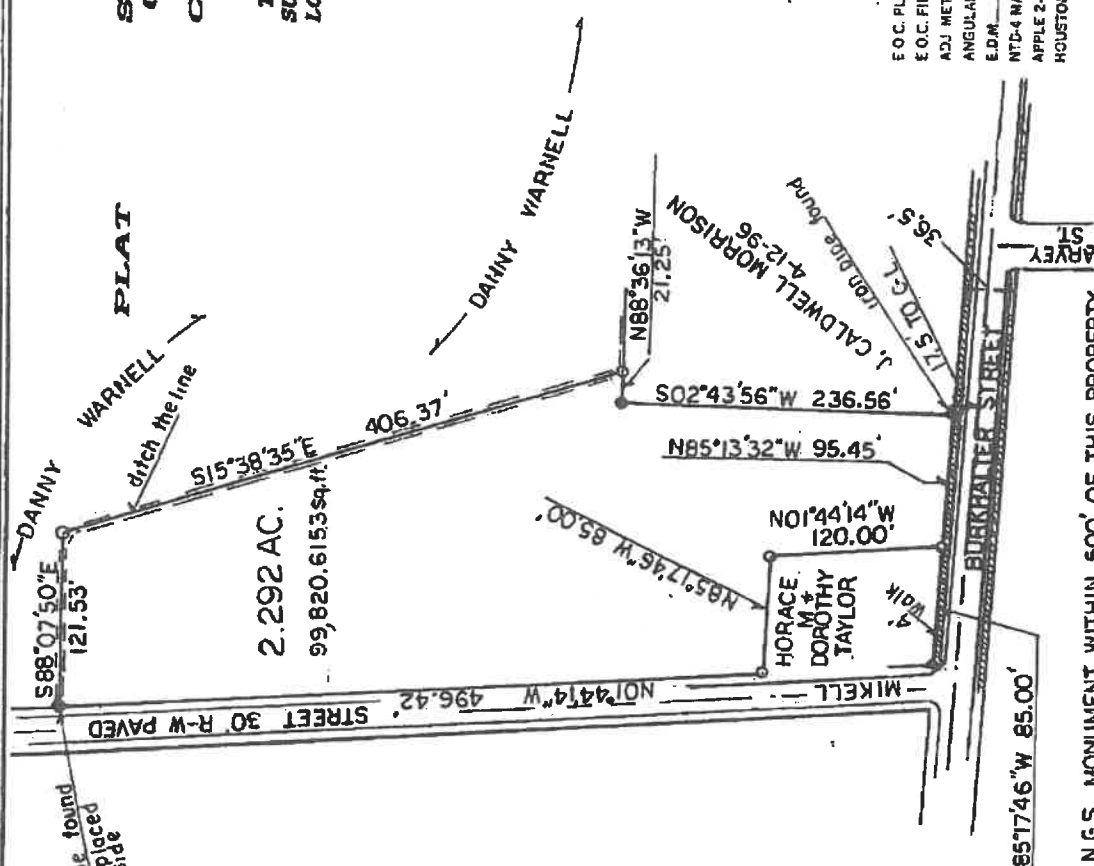 PLAT
DANNY WARNELL
ditch the line
S88°07'50"E
121.53'
S15°38'35"E 406.37'
2.292 AC.
99,820.6153 sq.ft.
DANNY WARNELL
N88°36'13"W
21.25'
J. CALDWELL MORRISON
4-12-96
iron pipe found
17.5' TO C-L
36.5'
S02°43'56"W 236.56'
N85°13'32"W 95.45'
N85°17'46"W 85.00'
N01°44'14"W
120.00'
HORACE
M &
DOROTHY
TAYLOR
4' walk
N01°44'14"W 496.42'
MIKELL STREET 30' R-W PAVED
BURKHALTER STREET
ARVEY
ST.
85°17'46"W 85.00'
found
placed
side
E.O.C. PL
E.O.C. FI
ADJ MET
ANGULA
E.D.M.
NTD-4 MA
APPLE 2-
HOUSTO
N.G.S. MONUMENT WITHIN 500' OF THIS PROPERTY